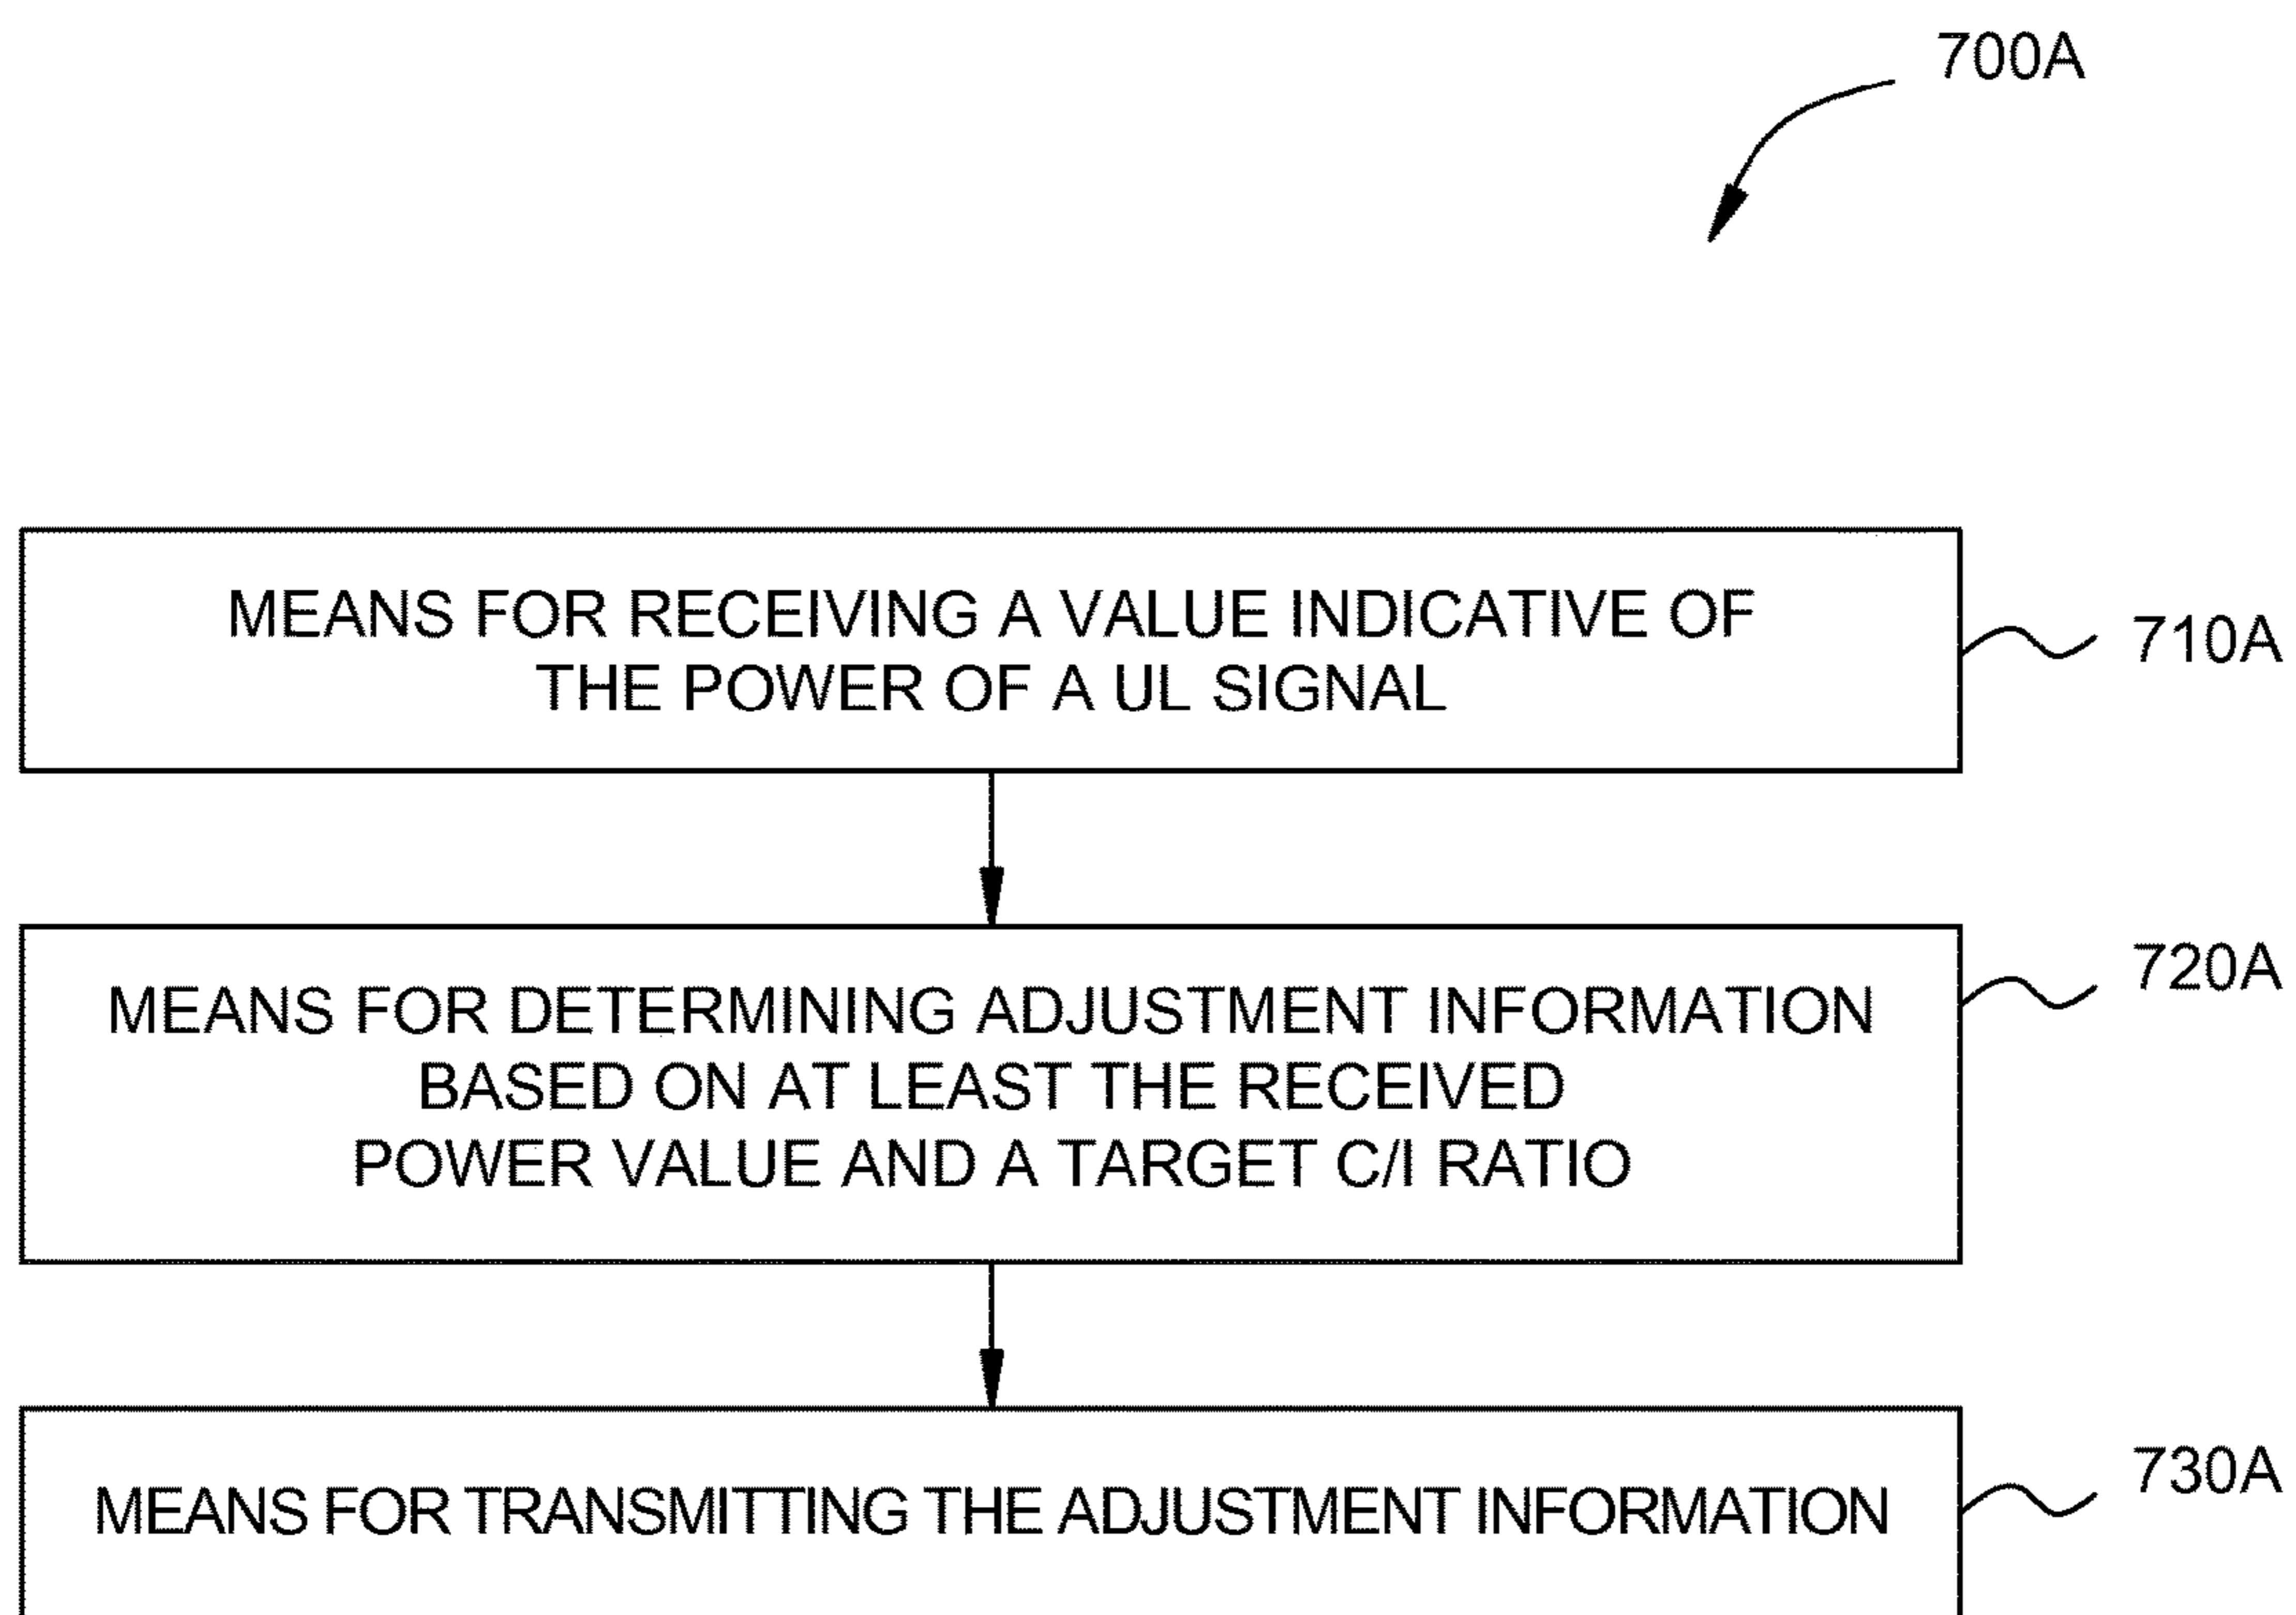 700A
MEANS FOR RECEIVING A VALUE INDICATIVE OF
THE POWER OF A UL SIGNAL
710A
MEANS FOR DETERMINING ADJUSTMENT INFORMATION
BASED ON AT LEAST THE RECEIVED
POWER VALUE AND A TARGET C/I RATIO
720A
MEANS FOR TRANSMITTING THE ADJUSTMENT INFORMATION
730A